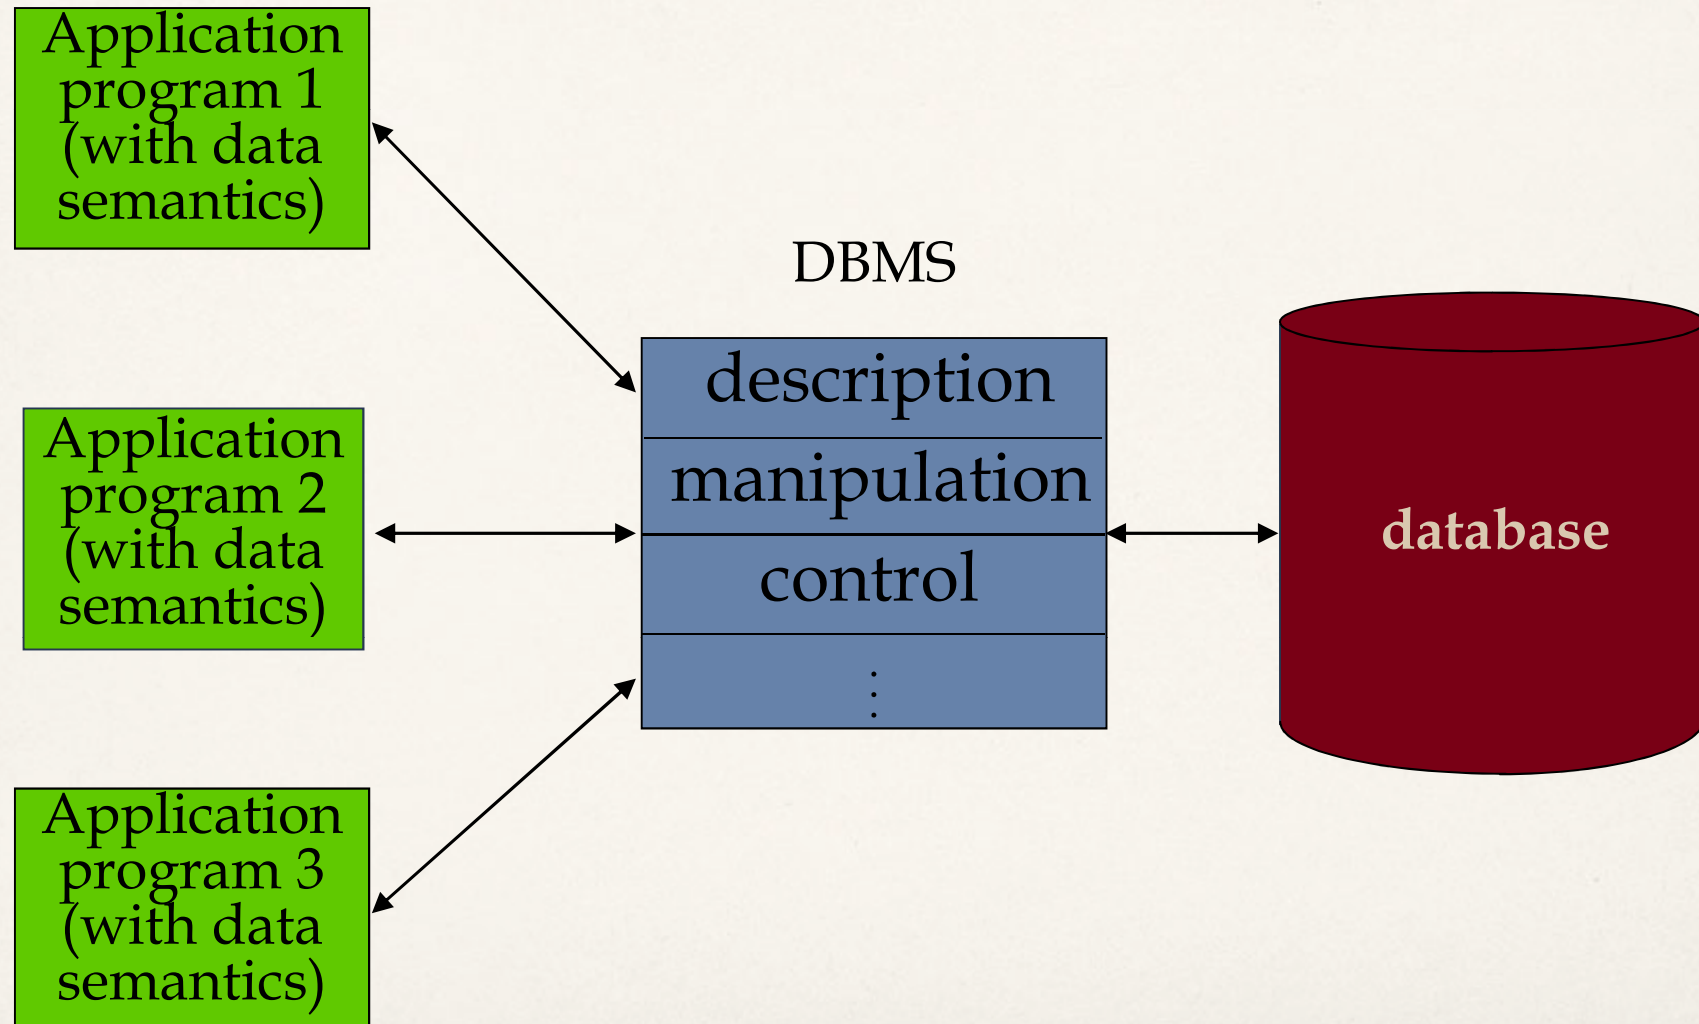 Application
program 1
(with data
semantics)
DBMS
description
manipulation
control
⋮
Application
program 2
(with data
semantics)
database
Application
program 3
(with data
semantics)